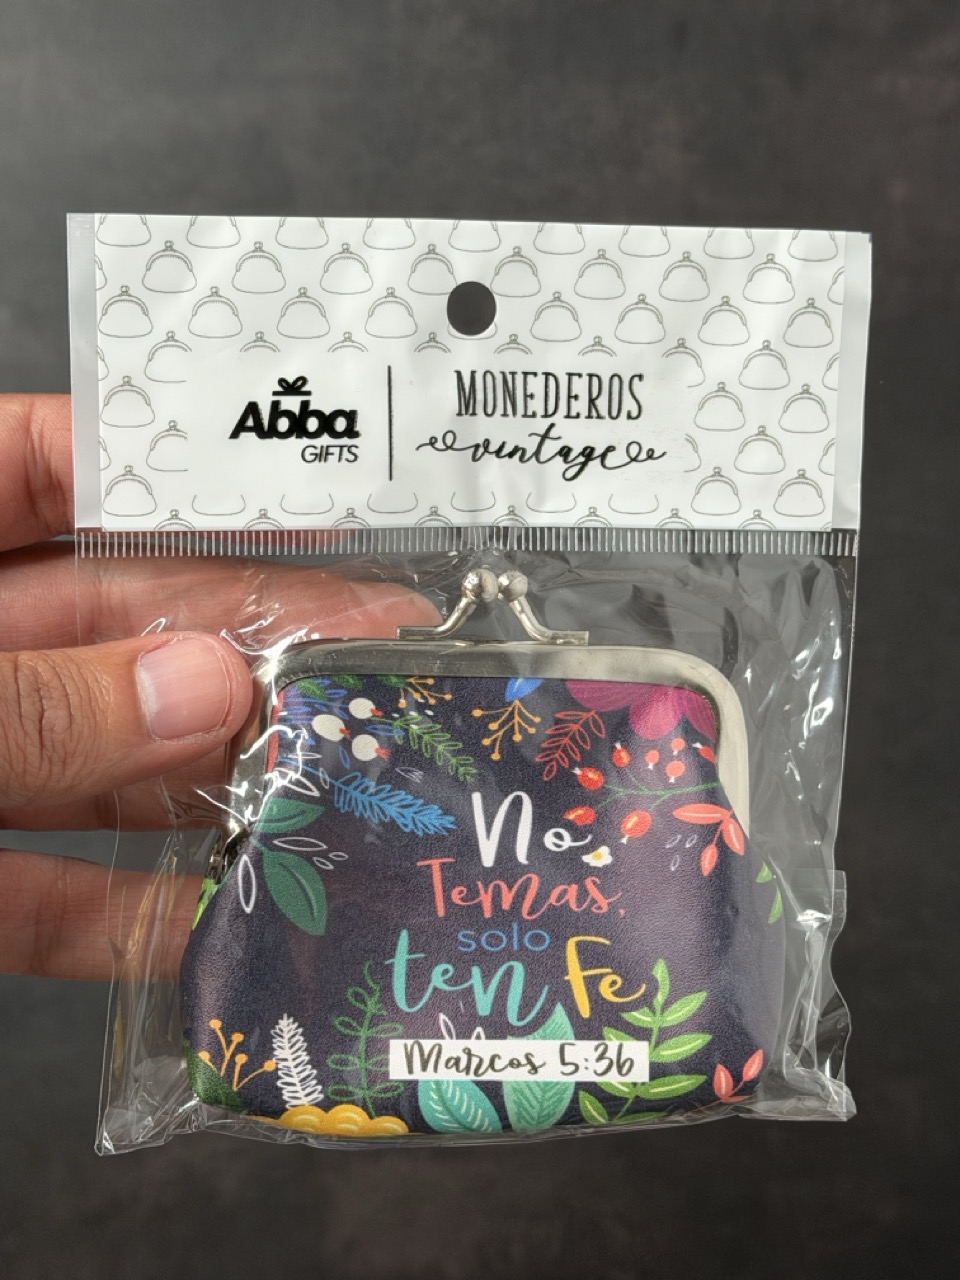 Abba
GIFTS
MONEDEROS
vintage
No
Temas,
solo
ten Fe
Marcos 5:36